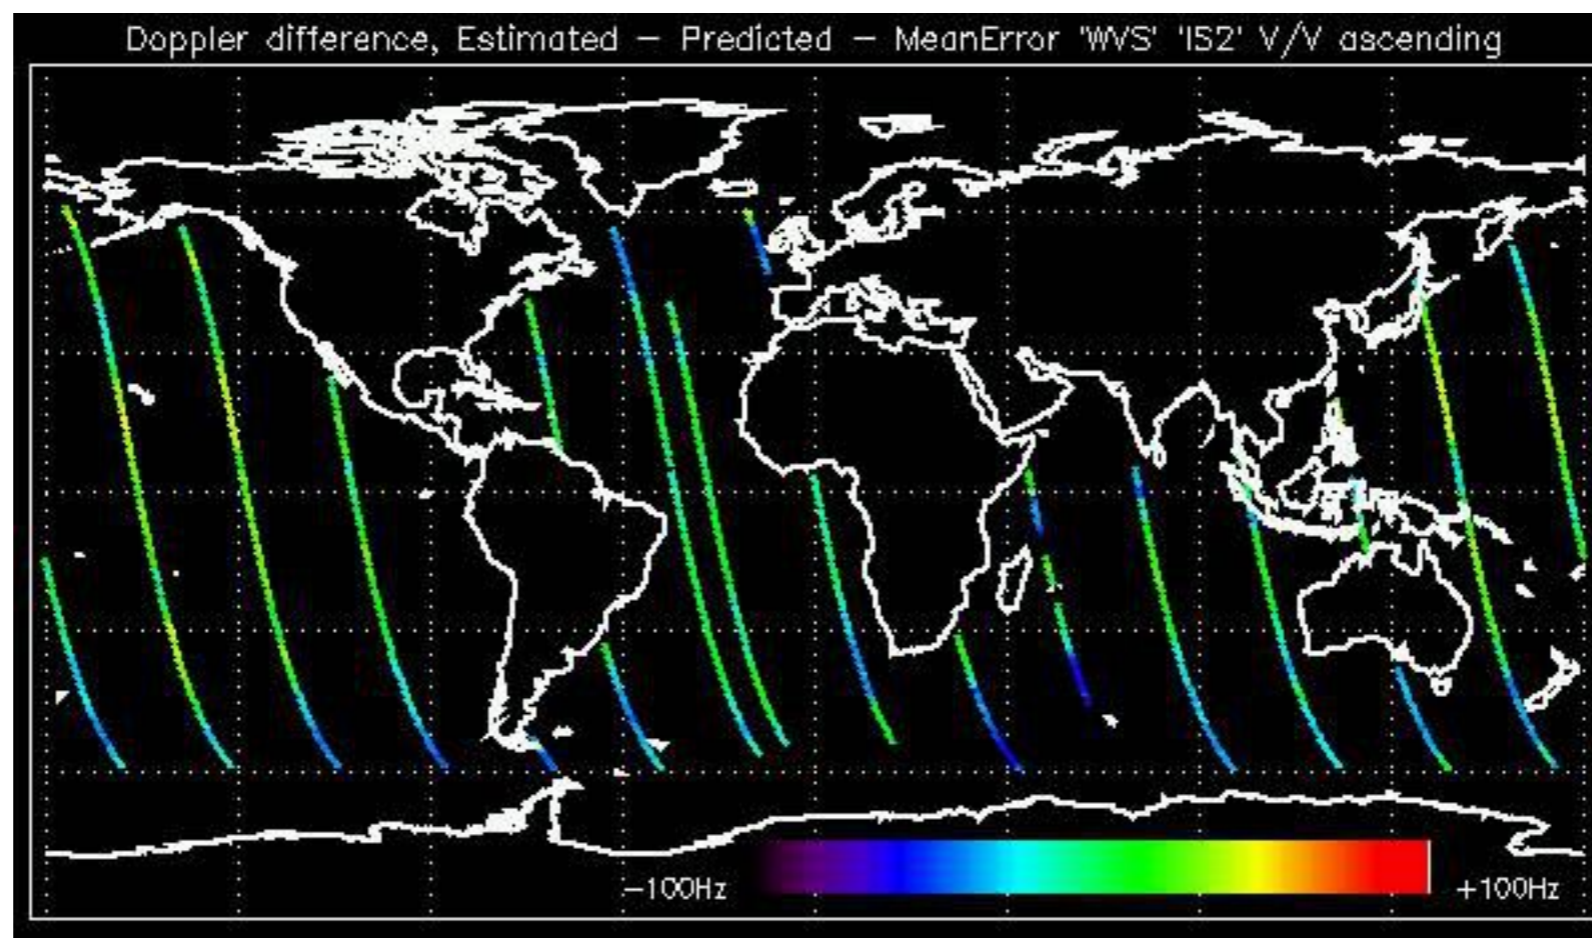 Doppler difference, Estimated − Predicted − MeanError 'WVS' 'IS2' V/V ascending
−100Hz
+100Hz